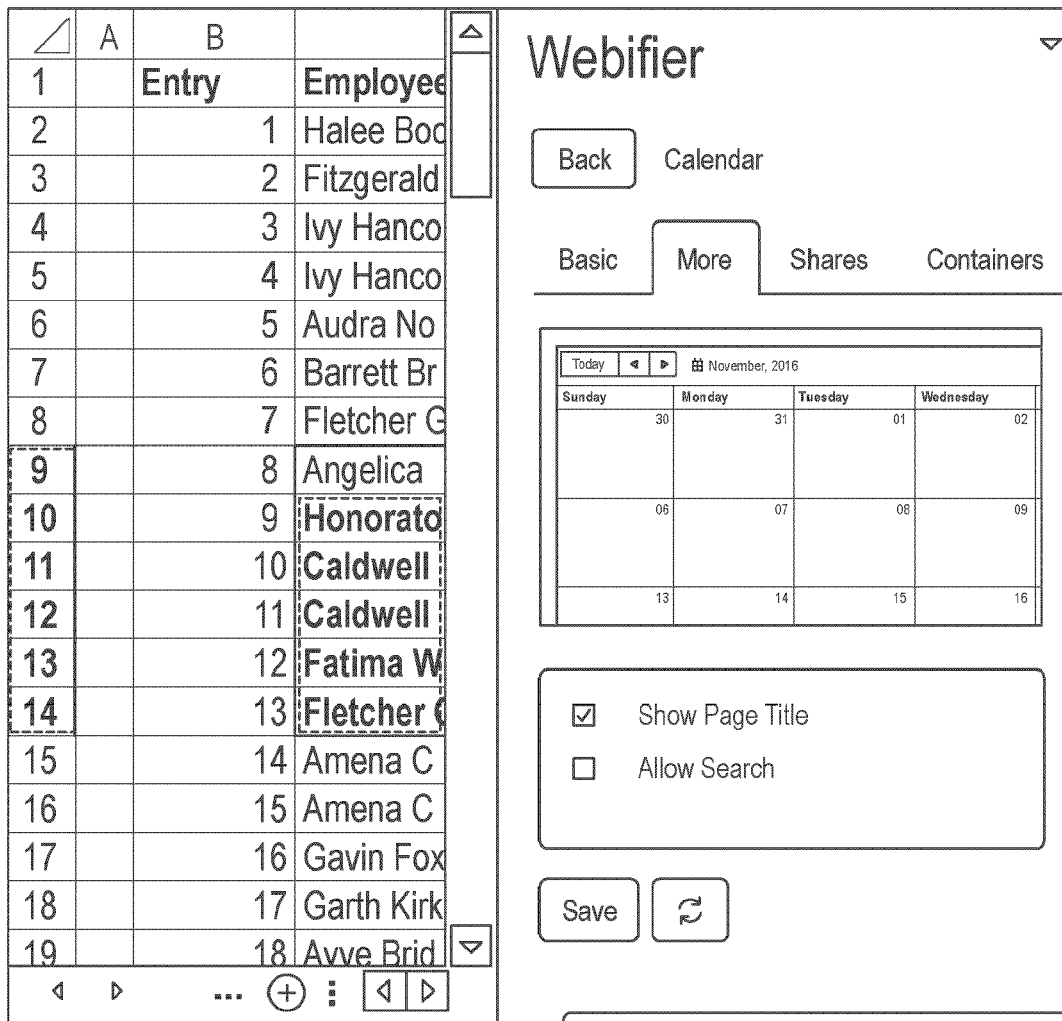 A B
1 Entry Employee
2 1 Halee Boo
3 2 Fitzgerald
4 3 Ivy Hanco
5 4 Ivy Hanco
6 5 Audra No
7 6 Barrett Br
8 7 Fletcher G
9 8 Angelica
10 9 Honorato
11 10 Caldwell
12 11 Caldwell
13 12 Fatima W
14 13 Fletcher
15 14 Amena C
16 15 Amena C
17 16 Gavin Fox
18 17 Garth Kirk
19 18 Ayve Brid
Webifier
Back Calendar
Basic More Shares Containers
Today November, 2016
Sunday Monday Tuesday Wednesday
30 31 01 02
06 07 08 09
13 14 15 16
Show Page Title
Allow Search
Save